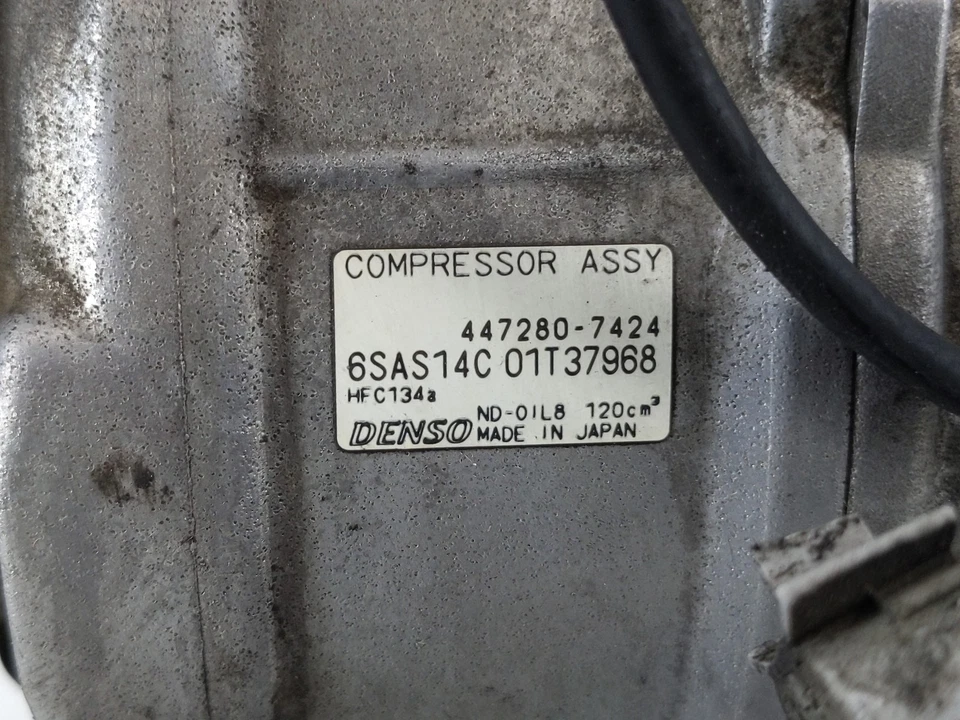 COMPRESSOR ASSY
447280-7424
6SAS14C 01T37968
HFC134a
ND-OIL8 120cm³
DENSO MADE IN JAPAN